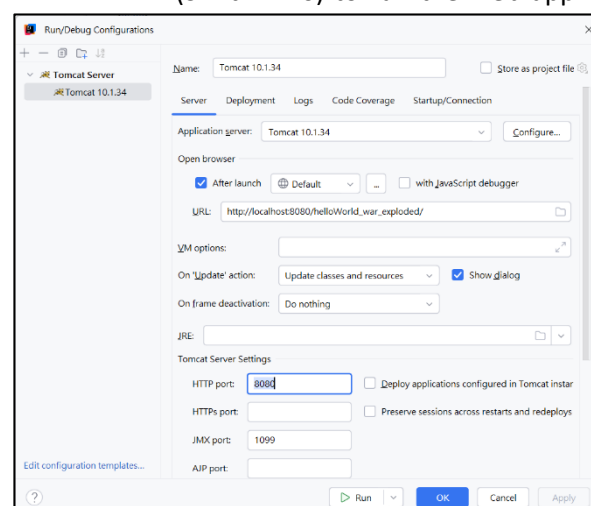 Run/Debug Configurations
Tomcat Server
Tomcat 10.1.34
Name: Tomcat 10.1.34 Store as project file
Server Deployment Logs Code Coverage Startup/Connection
Application server: Tomcat 10.1.34 Configure...
Open browser
After launch Default ... with JavaScript debugger
URL: http://localhost:8080/helloWorld_war_exploded/
VM options:
On 'Update' action: Update classes and resources Show dialog
On frame deactivation: Do nothing
JRE:
Tomcat Server Settings
HTTP port: 8080 Deploy applications configured in Tomcat instar
HTTPs port: Preserve sessions across restarts and redeploys
JMX port: 1099
AJP port:
Edit configuration templates...
? Run OK Cancel Apply